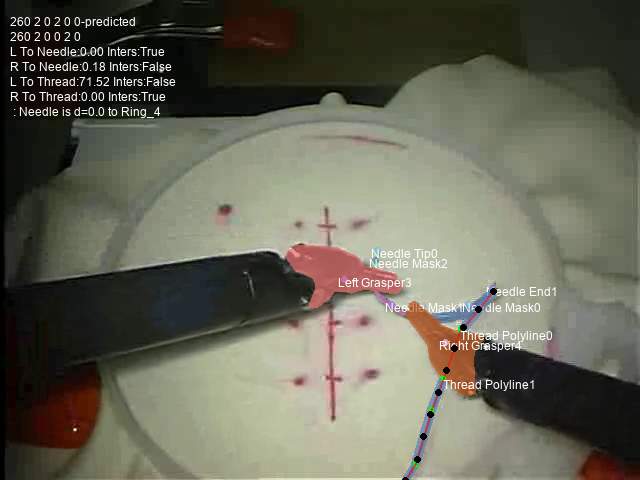 260 2 0 2 0 0-predicted
260 2 0 0 2 0
L To Needle:0.00 Inters:True
R To Needle:0.18 Inters:False
L To Thread:71.52 Inters:False
R To Thread:0.00 Inters:True
: Needle is d=0.0 to Ring_4
Needle Tip0
Needle Mask2
Left Grasper3
Needle End1
Needle Mask1
Needle Mask0
Thread Polyline0
Right Grasper4
Thread Polyline1